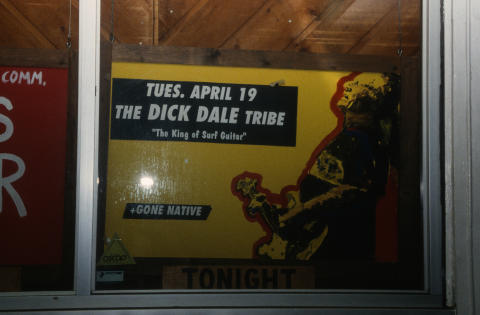 COMM.
S
R
TUES. APRIL 19
THE DICK DALE TRIBE
"The King of Surf Guitar"
+GONE NATIVE
TONIGHT